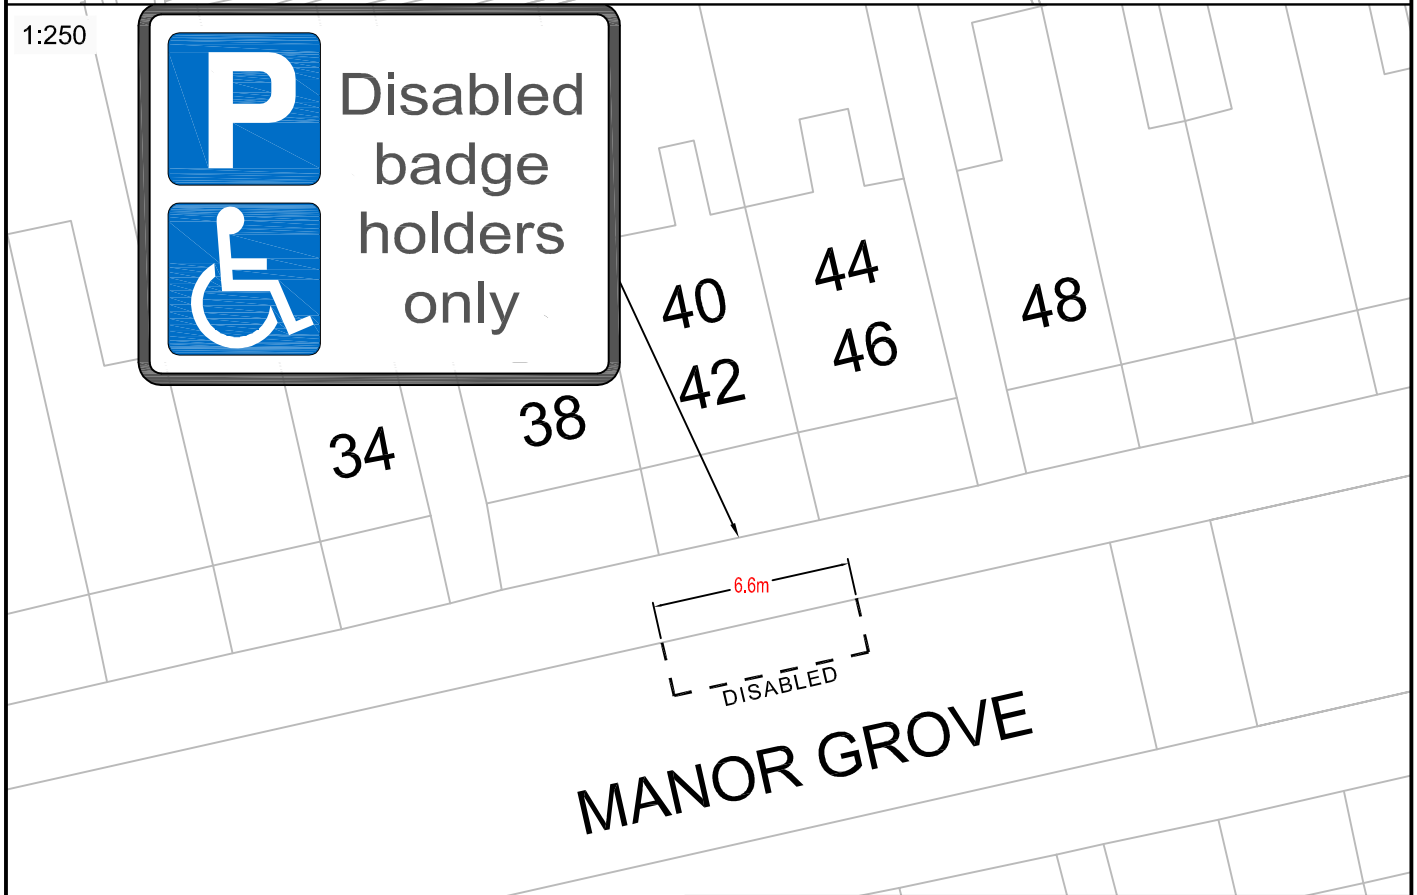 1:250
P
Disabled
badge
holders
only
40
42
44
46
48
34
38
6.6m
DISABLED
MANOR GROVE